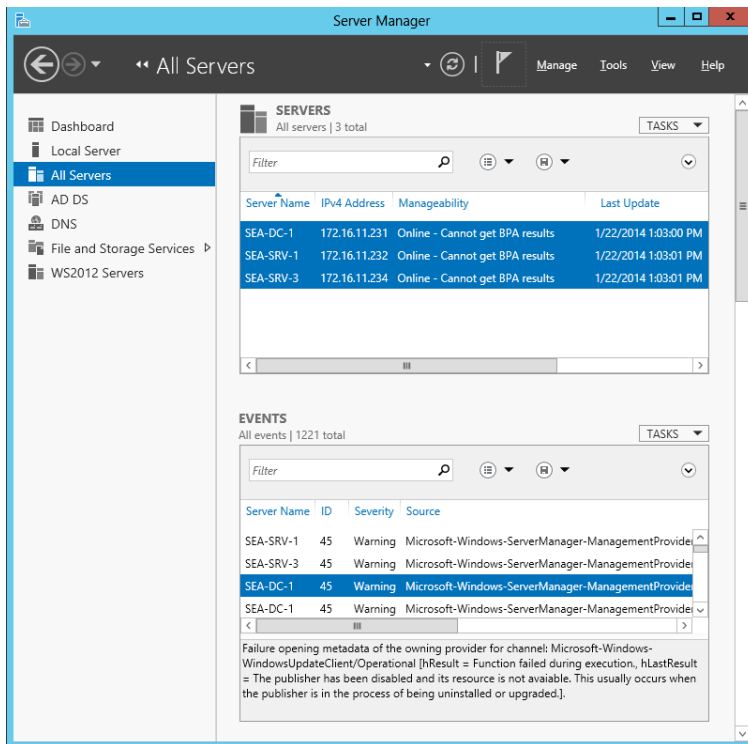 Server Manager
All Servers
Manage Tools View Help
Dashboard
Local Server
All Servers
AD DS
DNS
File and Storage Services
WS2012 Servers
SERVERS
All servers | 3 total
TASKS
Filter
Server Name IPv4 Address Manageability Last Update
SEA-DC-1 172.16.11.231 Online - Cannot get BPA results 1/22/2014 1:03:00 PM
SEA-SRV-1 172.16.11.232 Online - Cannot get BPA results 1/22/2014 1:03:01 PM
SEA-SRV-3 172.16.11.234 Online - Cannot get BPA results 1/22/2014 1:03:01 PM
EVENTS
All events | 1221 total
TASKS
Filter
Server Name ID Severity Source
SEA-SRV-1 45 Warning Microsoft-Windows-ServerManager-ManagementProvider
SEA-SRV-3 45 Warning Microsoft-Windows-ServerManager-ManagementProvider
SEA-DC-1 45 Warning Microsoft-Windows-ServerManager-ManagementProvider
SEA-DC-1 45 Warning Microsoft-Windows-ServerManager-ManagementProvider
Failure opening metadata of the owning provider for channel: Microsoft-Windows-
WindowsUpdateClient/Operational [hResult = Function failed during execution., hLastResult
= The publisher has been disabled and its resource is not avaiable. This usually occurs when
the publisher is in the process of being uninstalled or upgraded.].